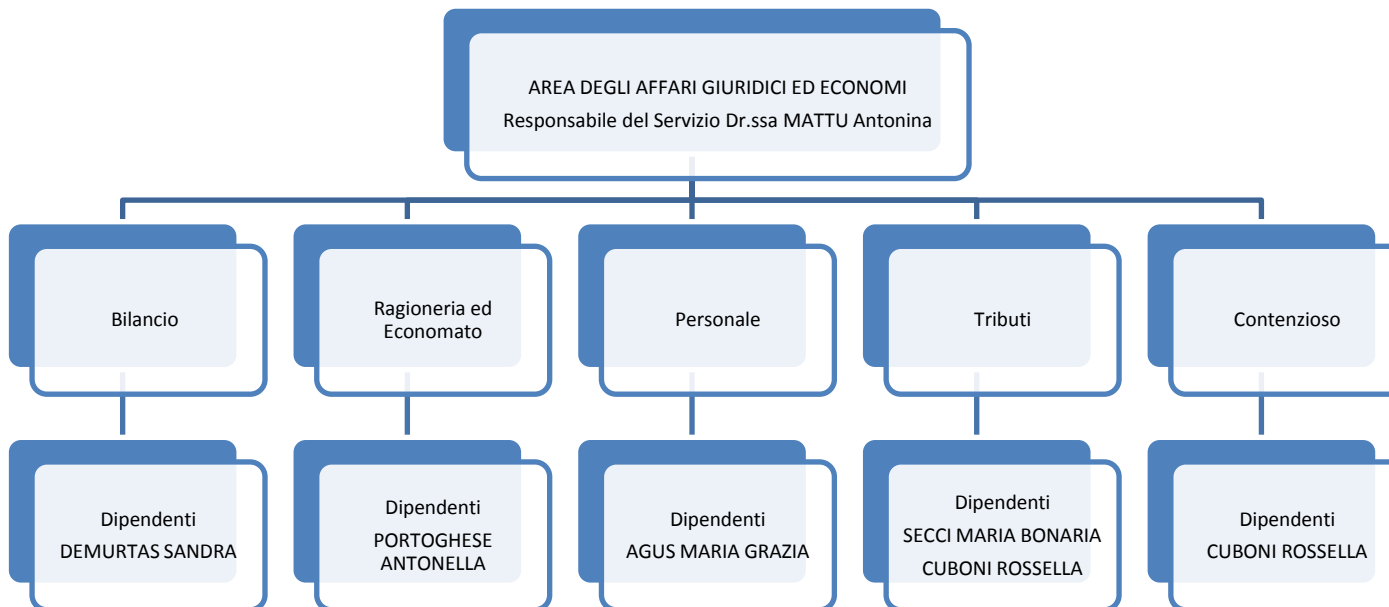 AREA DEGLI AFFARI GIURIDICI ED ECONOMI
Responsabile del Servizio Dr.ssa MATTU Antonina
Bilancio
Ragioneria ed
Economato
Personale
Tributi
Contenzioso
Dipendenti
DEMURTAS SANDRA
Dipendenti
PORTOGHESE
ANTONELLA
Dipendenti
AGUS MARIA GRAZIA
Dipendenti
SECCI MARIA BONARIA
CUBONI ROSSELLA
Dipendenti
CUBONI ROSSELLA